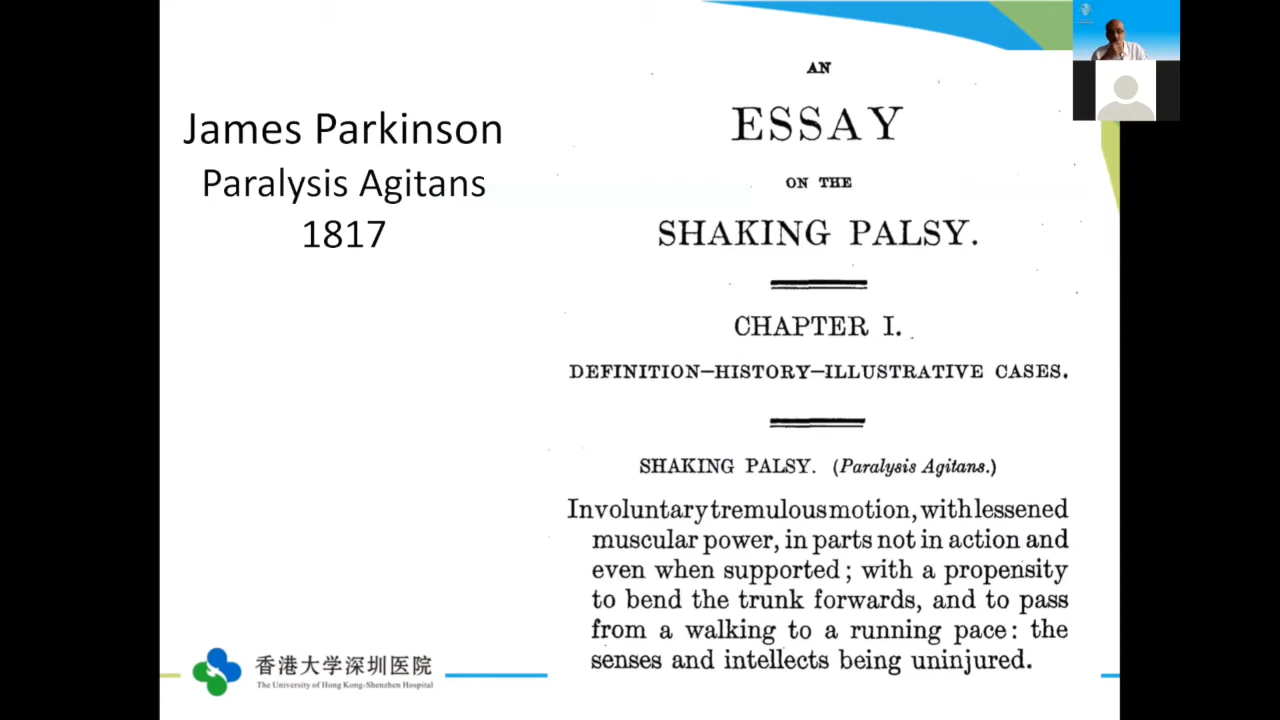 James Parkinson
Paralysis Agitans
1817
AN
ESSAY
ON THE
SHAKING PALSY.
CHAPTER I.
DEFINITION—HISTORY—ILLUSTRATIVE CASES.
SHAKING PALSY. (Paralysis Agitans.)
Involuntary tremulous motion, with lessened
muscular power, in parts not in action and
even when supported; with a propensity
to bend the trunk forwards, and to pass
from a walking to a running pace: the
senses and intellects being uninjured.
香港大学深圳医院
The University of Hong Kong-Shenzhen Hospital